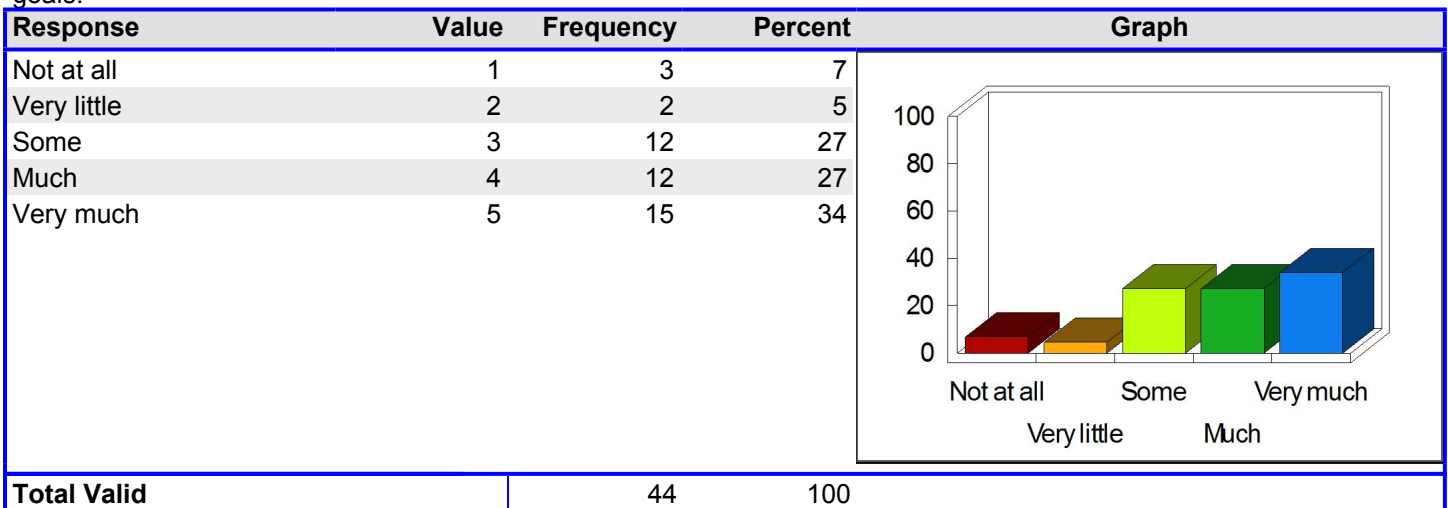 goals.
Response Value Frequency Percent Graph
Not at all 1 3 7
Very little 2 2 5
Some 3 12 27
Much 4 12 27
Very much 5 15 34
100
80
60
40
20
0
Not at all Some Very much
Very little Much
Total Valid 44 100